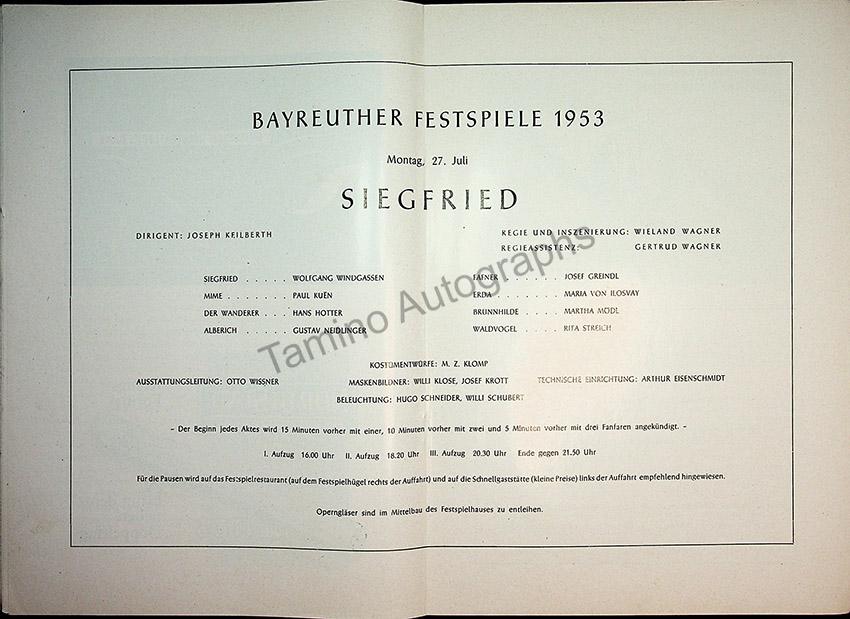 BAYREUTHER FESTSPIELE 1953
Montag, 27. Juli
SIEGFRIED
DIRIGENT: JOSEPH KEILBERTH
REGIE UND INSZENIERUNG: WIELAND WAGNER
REGIEASSISTENZ: GERTRUD WAGNER
SIEGFRIED . . . . . WOLFGANG WINDGASSEN
MIME . . . . . . . PAUL KUËN
DER WANDERER . . . HANS HOTTER
ALBERICH . . . . . GUSTAV NEIDLINGER
FAFNER . . . . . . JOSEF GREINDL
ERDA . . . . . . . MARIA VON ILOSVAY
BRÜNNHILDE . . . . MARTHA MÖDL
WALDVOGEL . . . . RITA STREICH
KOSTÜMENTWÜRFE: M. Z. KLOMP
AUSSTATTUNGSLEITUNG: OTTO WISSNER MASKENBILDNER: WILLI KLOSE, JOSEF KROTT TECHNISCHE EINRICHTUNG: ARTHUR EISENSCHMIDT
BELEUCHTUNG: HUGO SCHNEIDER, WILLI SCHUBERT
- Der Beginn jedes Aktes wird 15 Minuten vorher mit einer, 10 Minuten vorher mit zwei und 5 Minuten vorher mit drei Fanfaren angekündigt. -
I. Aufzug 16.00 Uhr II. Aufzug 18.20 Uhr III. Aufzug 20.30 Uhr Ende gegen 21.50 Uhr
Für die Pausen wird auf das Festspielrestaurant (auf dem Festspielhügel rechts der Auffahrt) und auf die Schnellgaststätte (kleine Preise) links der Auffahrt empfehlend hingewiesen.
Operngläser sind im Mittelbau des Festspielhauses zu entleihen.
Tamino Autographs